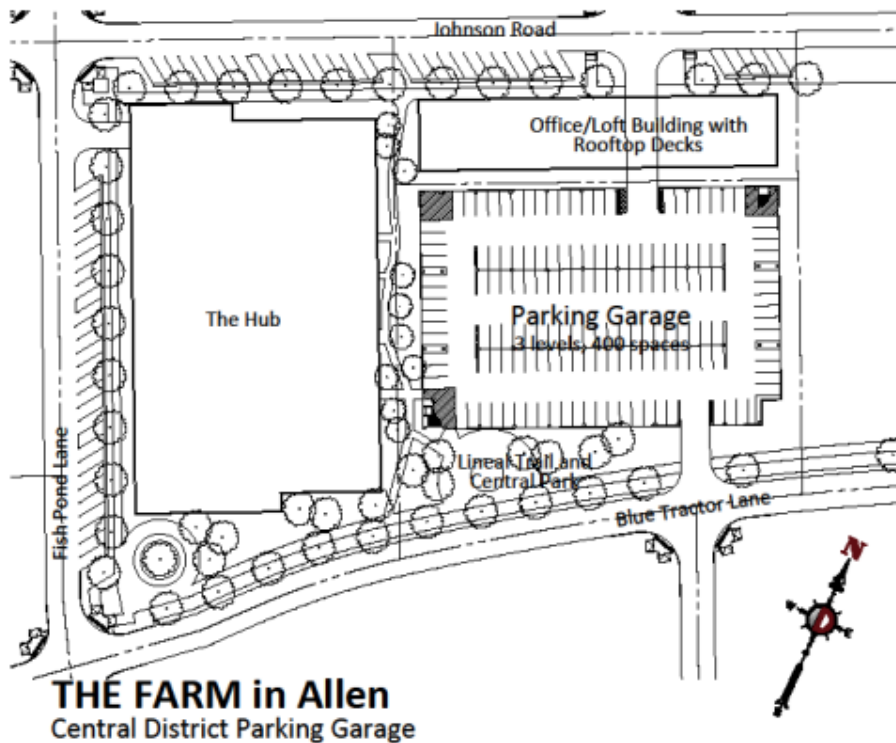 Johnson Road
Office/Loft Building with
Rooftop Decks
The Hub
Parking Garage
3 levels, 400 spaces
Fish Pond Lane
Lineal Trail and
Central Park
Blue Tractor Lane
N
D
THE FARM in Allen
Central District Parking Garage